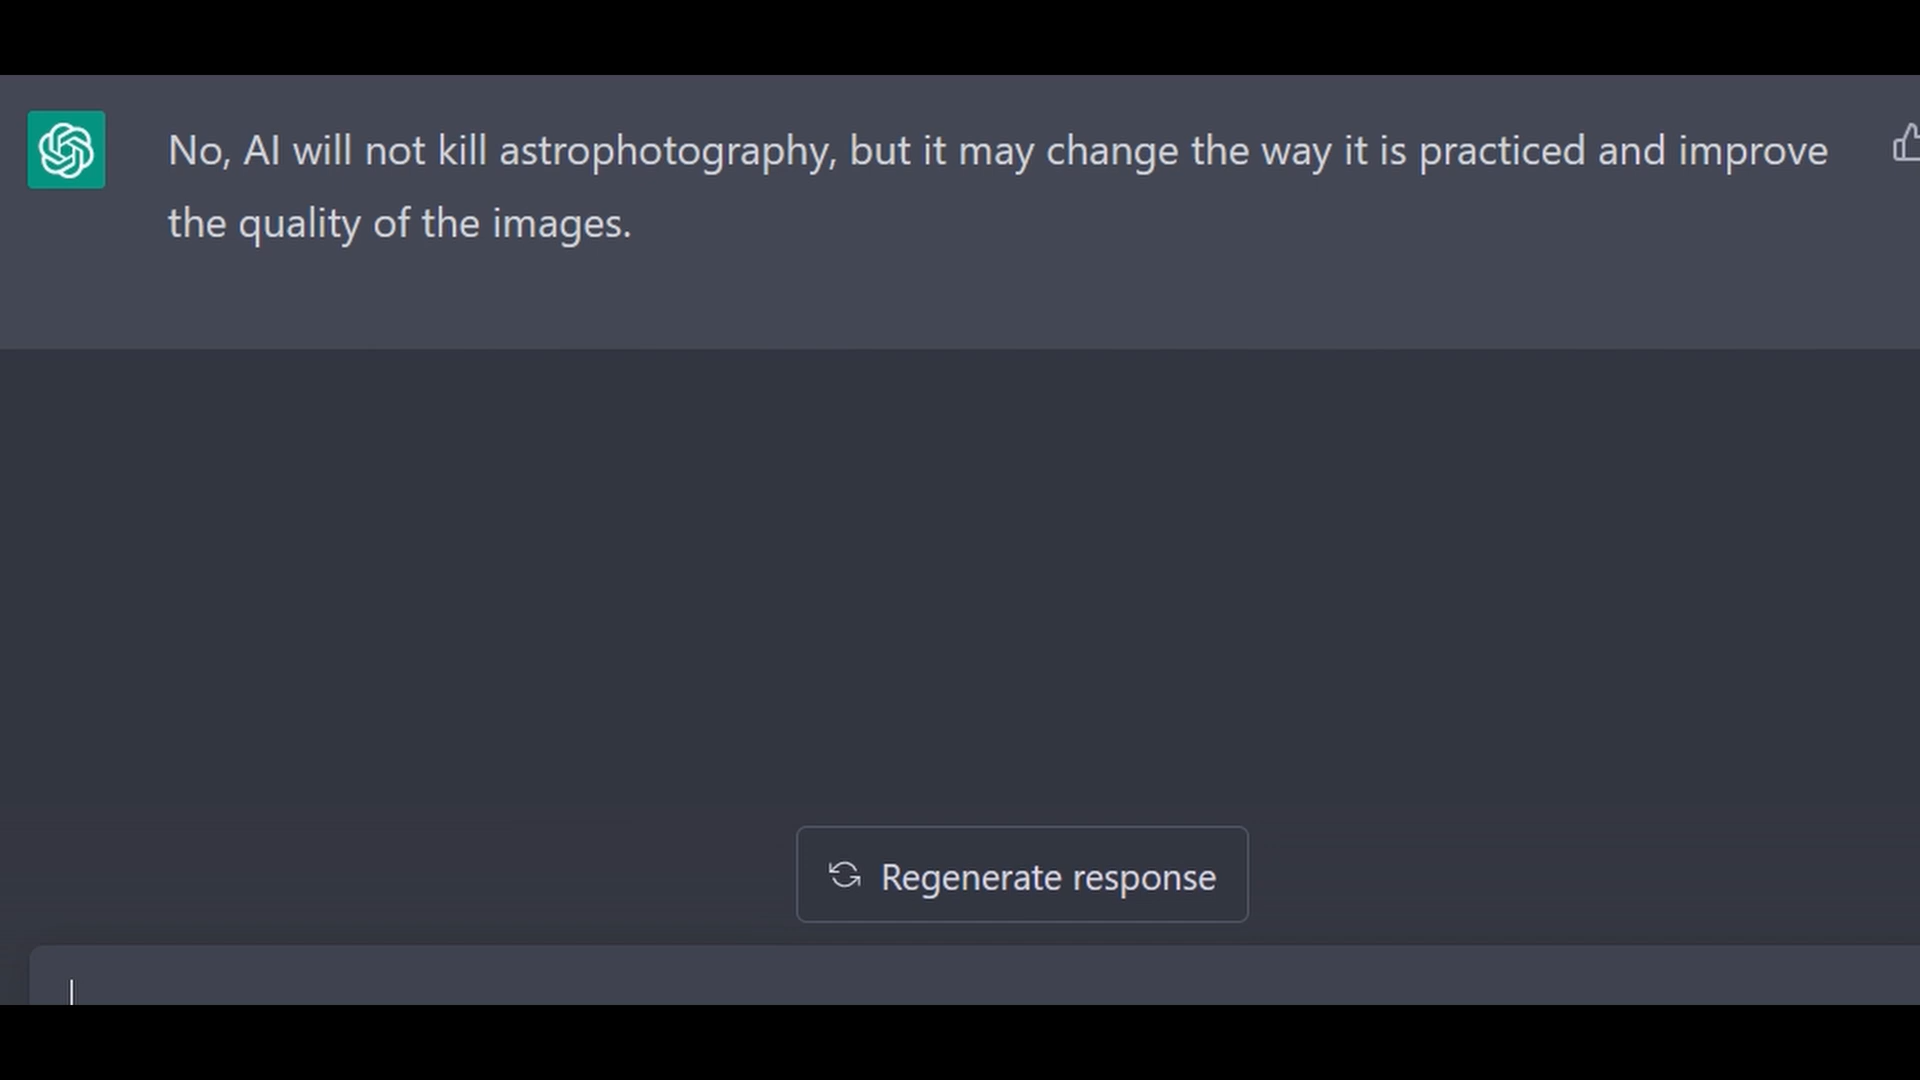 No, AI will not kill astrophotography, but it may change the way it is practiced and improve
the quality of the images.
Regenerate response